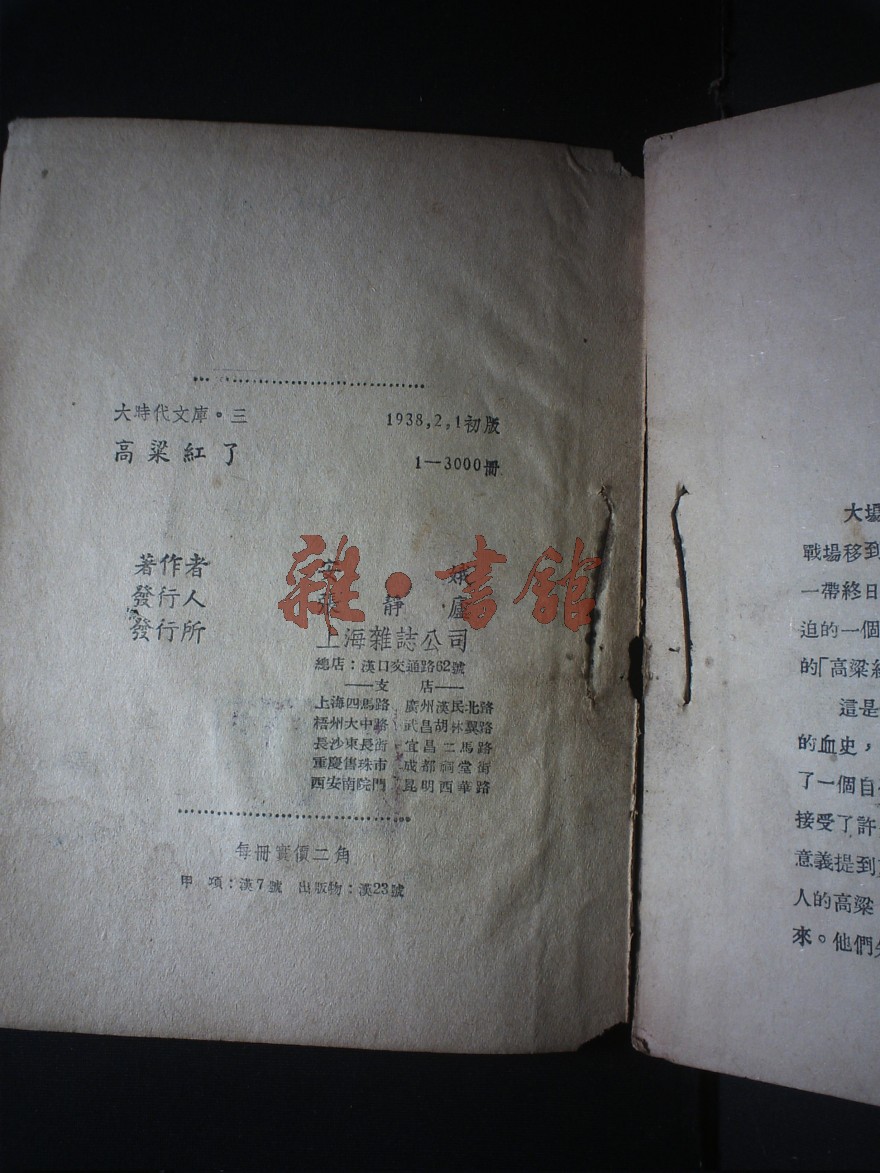 大時代文庫・三
1938,2,1初版
高粱紅了
1—3000冊
著作者 安娥
發行人 張靜廬
發行所 上海雜誌公司
總店：漢口交通路62號
——支 店——
上海四馬路 廣州漢民北路
梧州大中路 武昌胡林翼路
長沙東長街 宜昌二馬路
重慶售珠市 成都祠堂街
西安南院門 昆明西華路
每冊實價二角
甲 項：漢7號 出版物：漢23號
雜・書館
大場
戰場移到
一帶終日
迫的一個
的「高粱
這是
的血史，
了一個自
接受了許
意義提到
人的高粱
來。他們